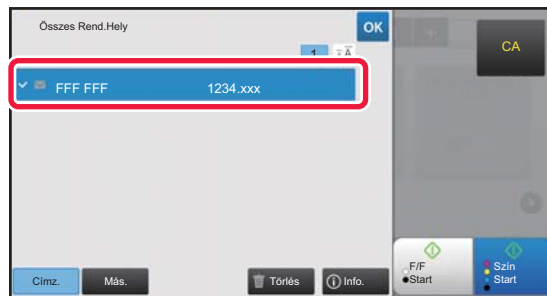 Összes Rend.Hely
OK
CA
1
FFF FFF 1234.xxx
Címz.
Más.
Törlés
Info.
F/F
Start
Szín
Start